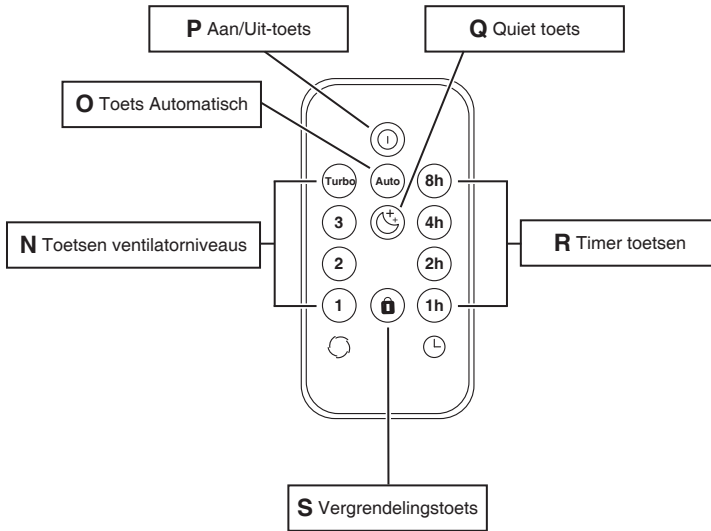 P Aan/Uit-toets
Q Quiet toets
O Toets Automatisch
Turbo Auto 8h
3 4h
N Toetsen ventilatorniveaus
R Timer toetsen
2 2h
1 1h
S Vergrendelingstoets